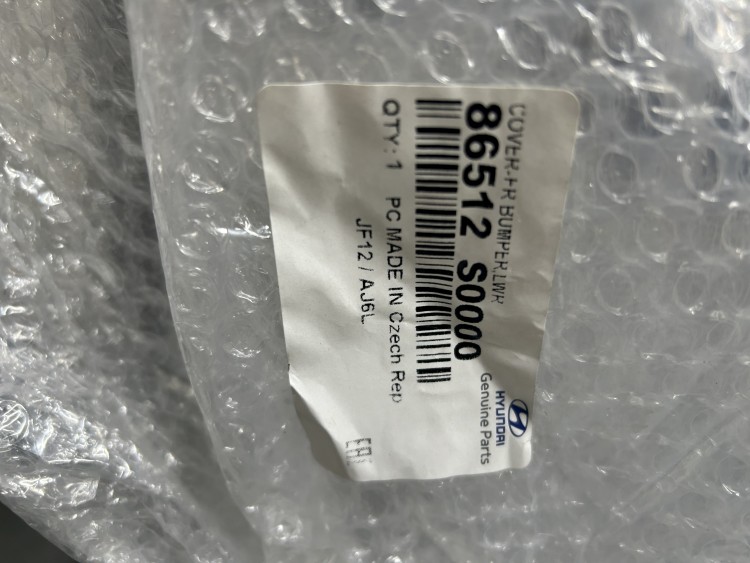 COVER-FR BUMPER,LWR
86512 S0000
HYUNDAI
Genuine Parts
QTY: 1 PC MADE IN Czech Rep
JF12 / AJ6L
EAC